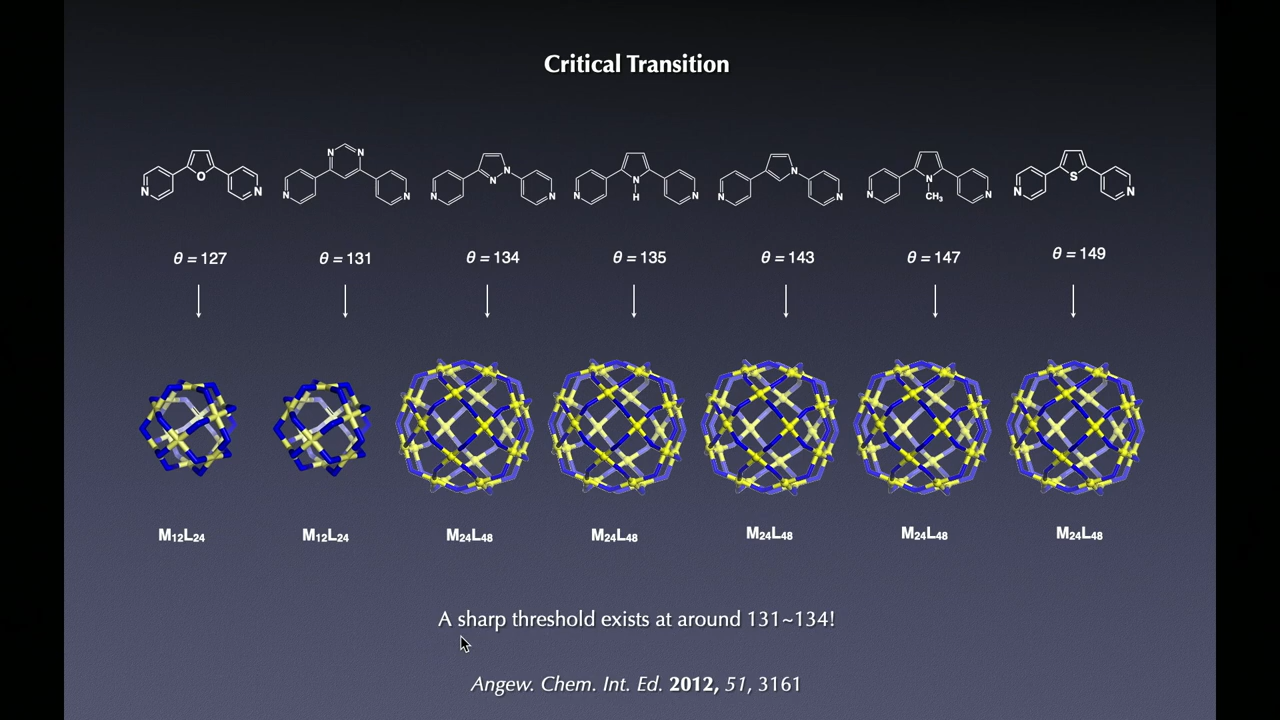 Critical Transition
N O N
N N
N N
N N N N
N N H N
N N N
N N CH₃ N
N S N
θ = 127
θ = 131
θ = 134
θ = 135
θ = 143
θ = 147
θ = 149
M₁₂L₂₄
M₁₂L₂₄
M₂₄L₄₈
M₂₄L₄₈
M₂₄L₄₈
M₂₄L₄₈
M₂₄L₄₈
A sharp threshold exists at around 131~134!
Angew. Chem. Int. Ed. 2012, 51, 3161